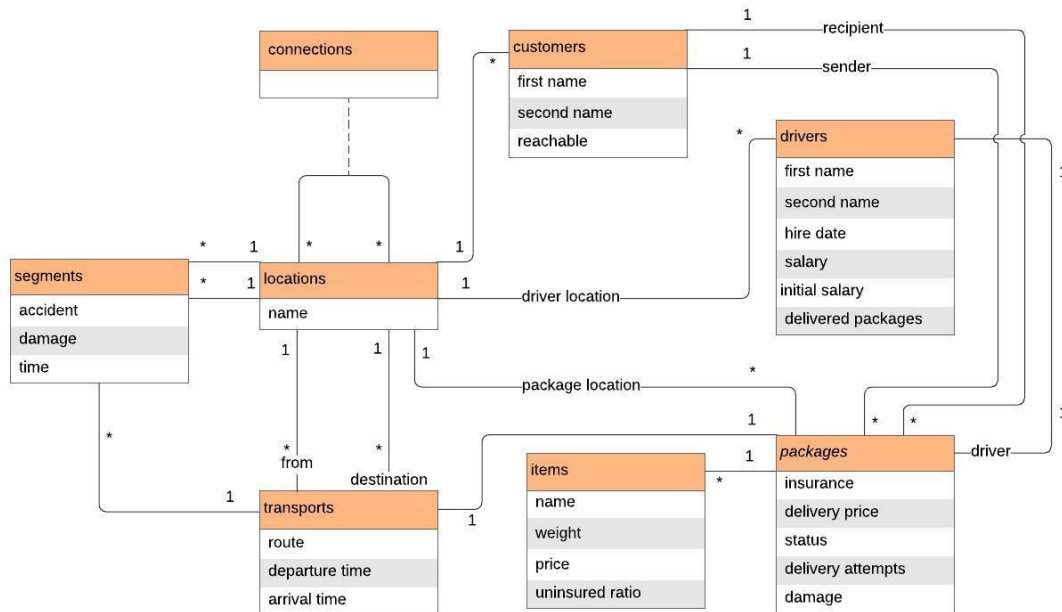 1
recipient
connections
customers
1
sender
*
first name
second name
reachable
*
drivers
first name
1
second name
hire date
salary
initial salary
delivered packages
*
1
*
*
1
segments
locations
*
1
1
driver location
accident
name
damage
time
1
1
1
package location
*
*
1
*
*
1
*
*
packages
driver
from
destination
items
1
*
1
transports
1
name
weight
price
uninsured ratio
insurance
delivery price
status
delivery attempts
damage
route
departure time
arrival time